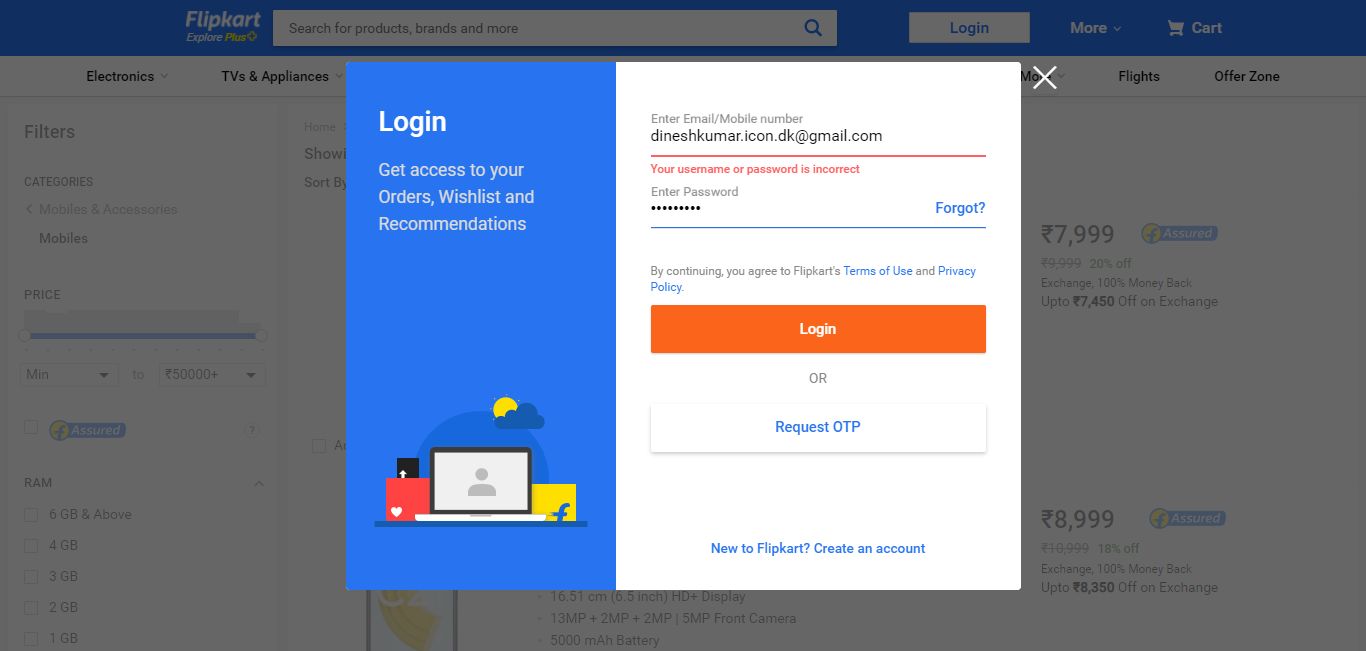 Flipkart
Explore Plus
Search for products, brands and more
Login
More
Cart
Electronics
TVs & Appliances
More
Flights
Offer Zone
Filters
CATEGORIES
Mobiles & Accessories
Mobiles
PRICE
Min
to
₹50000+
Assured
?
RAM
6 GB & Above
4 GB
3 GB
2 GB
1 GB
Home
Showi
Sort By
Login
Get access to your
Orders, Wishlist and
Recommendations
Enter Email/Mobile number
dineshkumar.icon.dk@gmail.com
Your username or password is incorrect
Enter Password
•••••••••
Forgot?
By continuing, you agree to Flipkart's Terms of Use and Privacy
Policy.
Login
OR
Request OTP
New to Flipkart? Create an account
₹7,999
Assured
₹9,999 20% off
Exchange, 100% Money Back
Upto ₹7,450 Off on Exchange
₹8,999
Assured
₹10,999 18% off
Exchange, 100% Money Back
Upto ₹8,350 Off on Exchange
16.51 cm (6.5 inch) HD+ Display
13MP + 2MP + 2MP | 5MP Front Camera
5000 mAh Battery